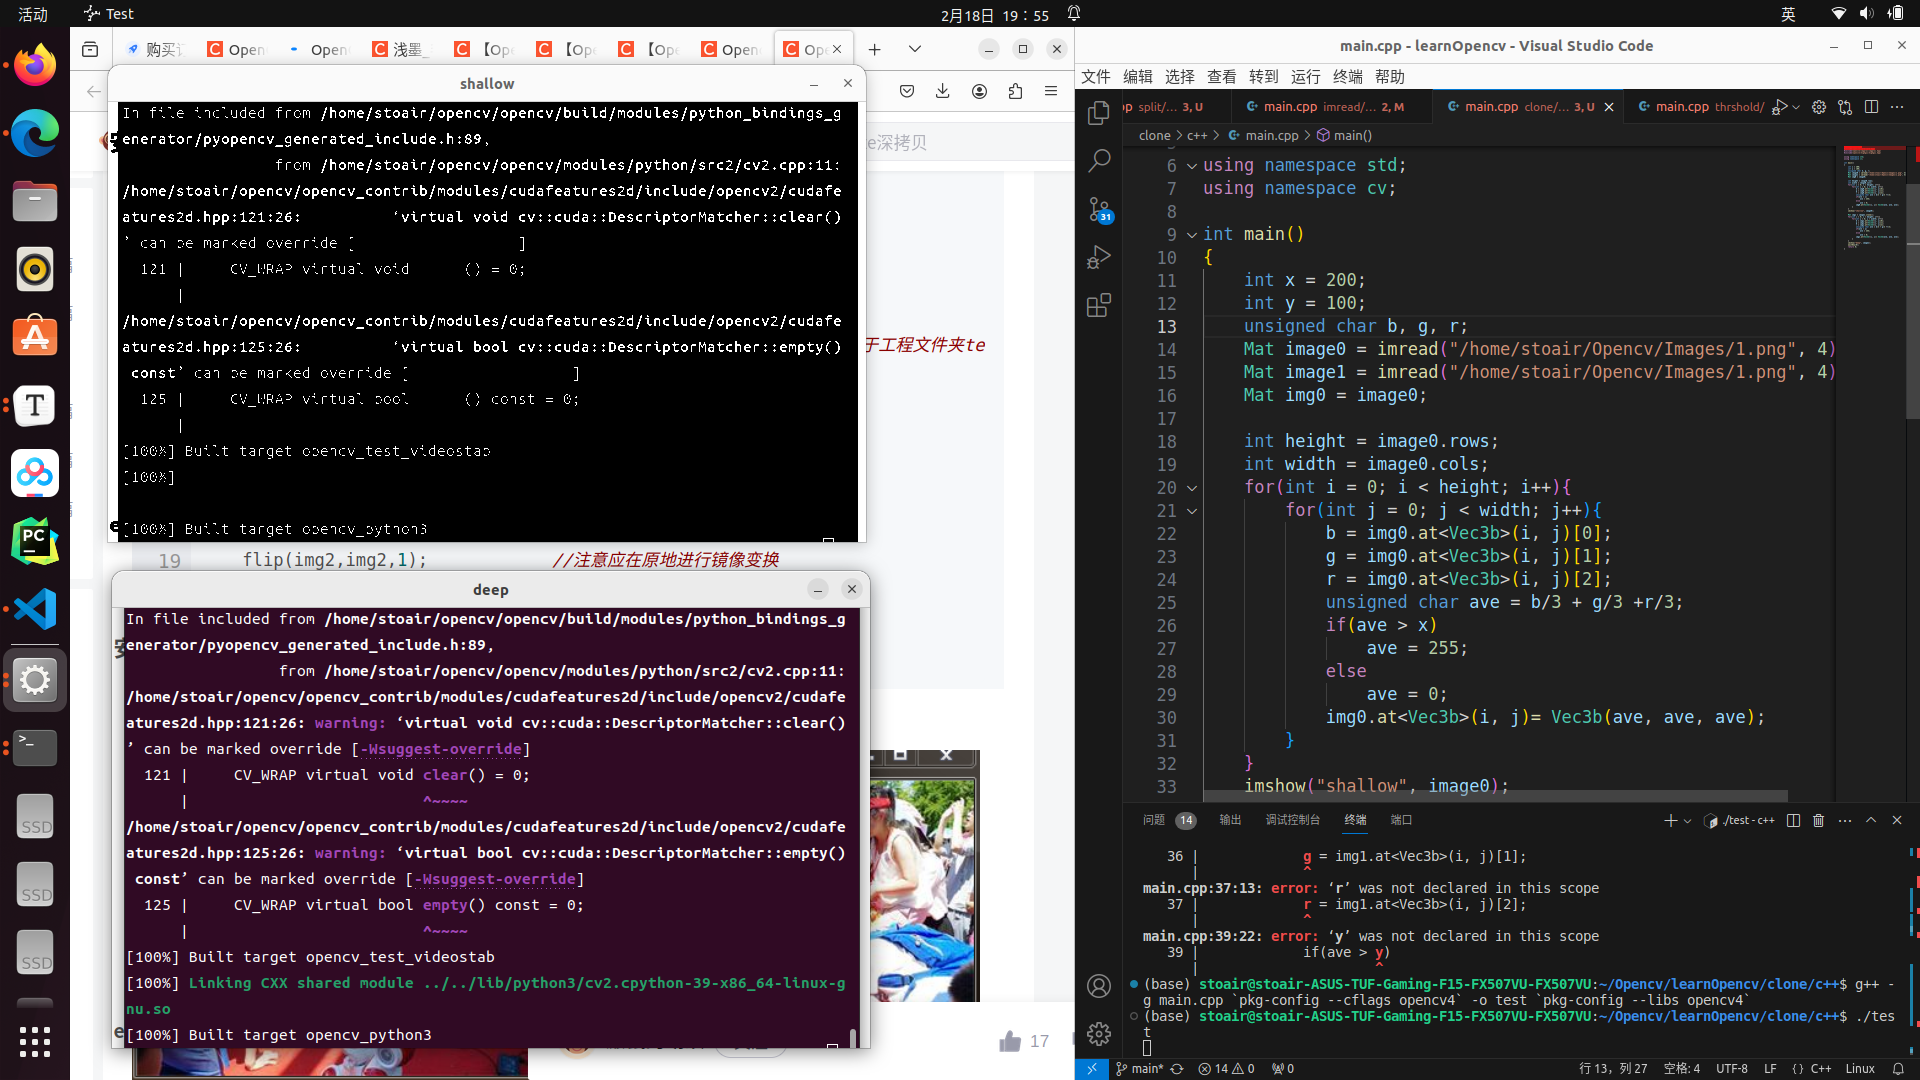 活动
Test
2月18日 19：55
英
购买
Open
Open
浅墨_
【Op
【Op
【Op
Open
Op
shallow
In file included from /home/stoair/opencv/opencv/build/modules/python_bindings_g
enerator/pyopencv_generated_include.h:89,
from /home/stoair/opencv/opencv/modules/python/src2/cv2.cpp:11:
/home/stoair/opencv/opencv_contrib/modules/cudafeatures2d/include/opencv2/cudafe
atures2d.hpp:121:26: ‘virtual void cv::cuda::DescriptorMatcher::clear()
’ can be marked override [ ]
121 | CV_WRAP virtual void () = 0;
|
/home/stoair/opencv/opencv_contrib/modules/cudafeatures2d/include/opencv2/cudafe
atures2d.hpp:125:26: ‘virtual bool cv::cuda::DescriptorMatcher::empty()
const’ can be marked override [ ]
125 | CV_WRAP virtual bool () const = 0;
|
[100%] Built target opencv_test_videostab
[100%]
[100%] Built target opencv_python3
e深拷贝
于工程文件夹te
19 flip(img2,img2,1); //注意应在原地进行镜像变换
deep
In file included from /home/stoair/opencv/opencv/build/modules/python_bindings_g
enerator/pyopencv_generated_include.h:89,
from /home/stoair/opencv/opencv/modules/python/src2/cv2.cpp:11:
/home/stoair/opencv/opencv_contrib/modules/cudafeatures2d/include/opencv2/cudafe
atures2d.hpp:121:26: warning: ‘virtual void cv::cuda::DescriptorMatcher::clear()
’ can be marked override [-Wsuggest-override]
121 | CV_WRAP virtual void clear() = 0;
| ^~~~~
/home/stoair/opencv/opencv_contrib/modules/cudafeatures2d/include/opencv2/cudafe
atures2d.hpp:125:26: warning: ‘virtual bool cv::cuda::DescriptorMatcher::empty()
const’ can be marked override [-Wsuggest-override]
125 | CV_WRAP virtual bool empty() const = 0;
| ^~~~~
[100%] Built target opencv_test_videostab
[100%] Linking CXX shared module ../../lib/python3/cv2.cpython-39-x86_64-linux-g
nu.so
[100%] Built target opencv_python3
17
T
PC
SSD
SSD
SSD
main.cpp - learnOpencv - Visual Studio Code
文件 编辑 选择 查看 转到 运行 终端 帮助
pp split/... 3, U
main.cpp imread/... 2, M
main.cpp clone/... 3, U
main.cpp thrshold/
clone > c++ > main.cpp > main()
31
6 using namespace std;
7 using namespace cv;
8
9 int main()
10 {
11 int x = 200;
12 int y = 100;
13 unsigned char b, g, r;
14 Mat image0 = imread("/home/stoair/Opencv/Images/1.png", 4)
15 Mat image1 = imread("/home/stoair/Opencv/Images/1.png", 4)
16 Mat img0 = image0;
17
18 int height = image0.rows;
19 int width = image0.cols;
20 for(int i = 0; i < height; i++){
21 for(int j = 0; j < width; j++){
22 b = img0.at<Vec3b>(i, j)[0];
23 g = img0.at<Vec3b>(i, j)[1];
24 r = img0.at<Vec3b>(i, j)[2];
25 unsigned char ave = b/3 + g/3 +r/3;
26 if(ave > x)
27 ave = 255;
28 else
29 ave = 0;
30 img0.at<Vec3b>(i, j)= Vec3b(ave, ave, ave);
31 }
32 }
33 imshow("shallow", image0);
问题 14 输出 调试控制台 终端 端口
./test - c++
36 | g = img1.at<Vec3b>(i, j)[1];
| ^
main.cpp:37:13: error: ‘r’ was not declared in this scope
37 | r = img1.at<Vec3b>(i, j)[2];
| ^
main.cpp:39:22: error: ‘y’ was not declared in this scope
39 | if(ave > y)
| ^
(base) stoair@stoair-ASUS-TUF-Gaming-F15-FX507VU-FX507VU:~/Opencv/learnOpencv/clone/c++$ g++ -
g main.cpp `pkg-config --cflags opencv4` -o test `pkg-config --libs opencv4`
(base) stoair@stoair-ASUS-TUF-Gaming-F15-FX507VU-FX507VU:~/Opencv/learnOpencv/clone/c++$ ./tes
t
main* 14 0 0
行 13，列 27 空格: 4 UTF-8 LF {} C++ Linux